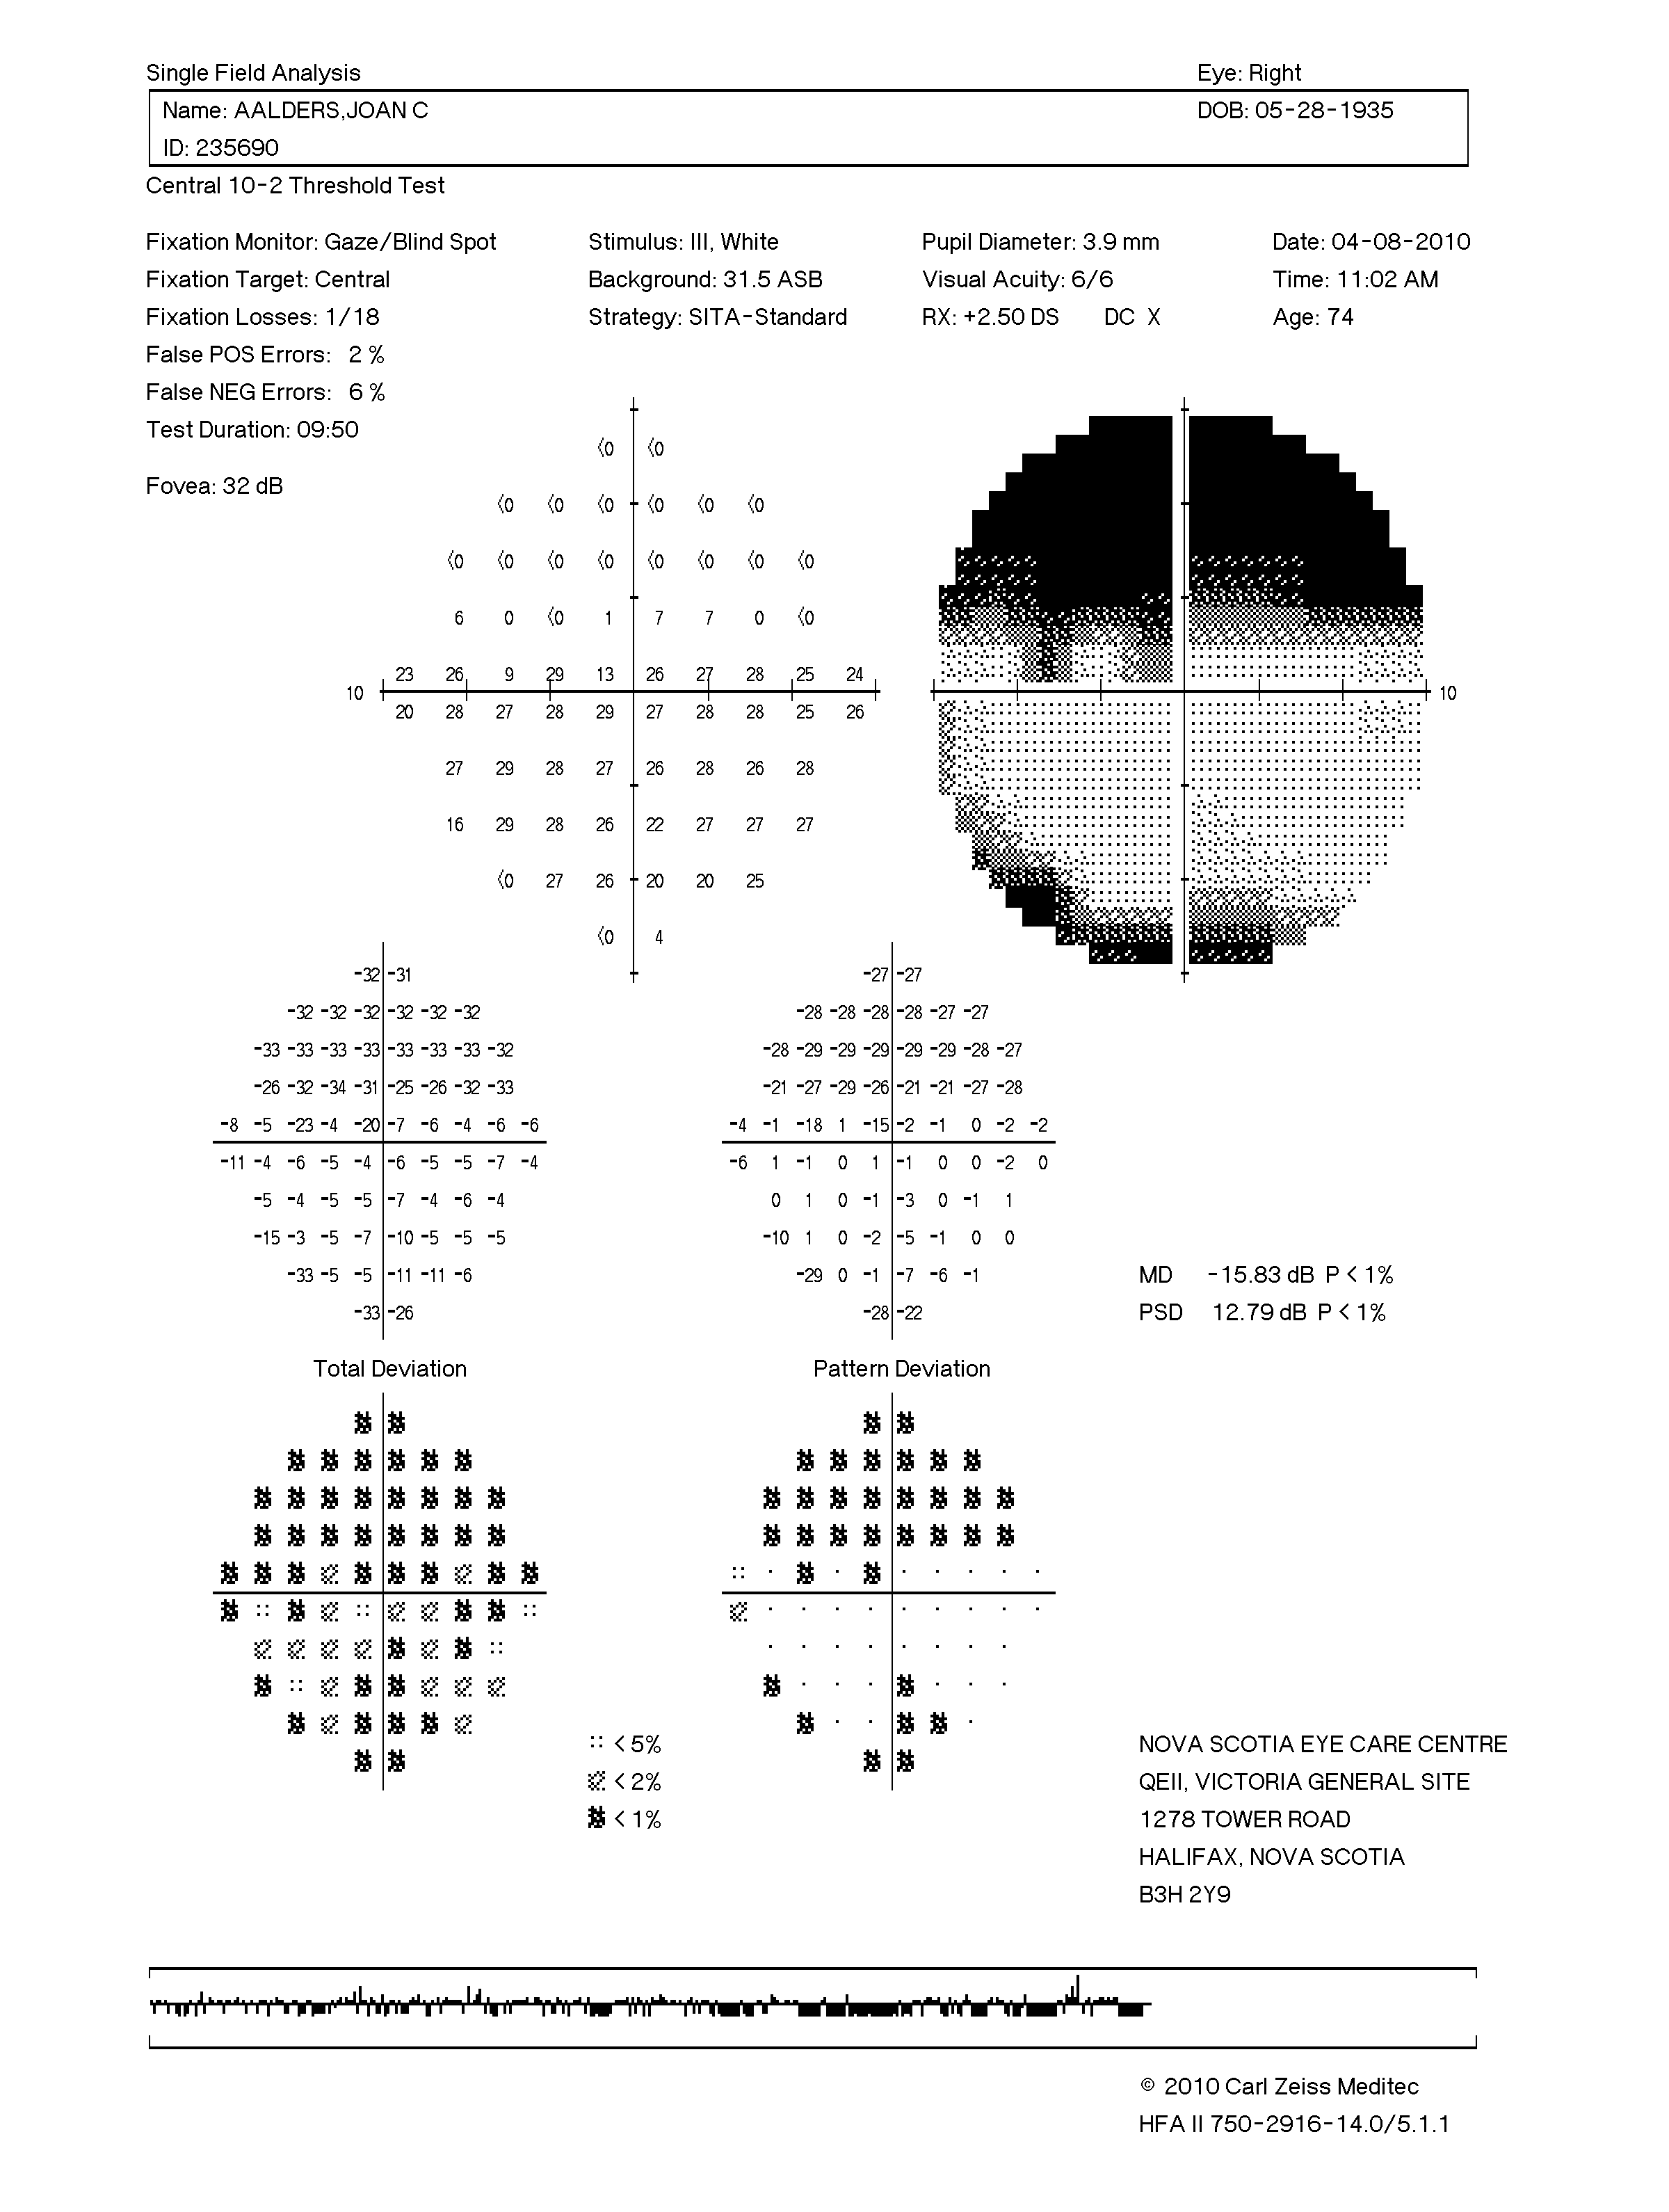 Single Field Analysis Eye: Right
Name: AALDERS,JOAN C DOB: 05-28-1935
ID: 235690
Central 10-2 Threshold Test
Fixation Monitor: Gaze/Blind Spot Stimulus: III, White Pupil Diameter: 3.9 mm Date: 04-08-2010
Fixation Target: Central Background: 31.5 ASB Visual Acuity: 6/6 Time: 11:02 AM
Fixation Losses: 1/18 Strategy: SITA-Standard RX: +2.50 DS DC X Age: 74
False POS Errors: 2 %
False NEG Errors: 6 %
Test Duration: 09:50
Fovea: 32 dB
<0 <0
<0 <0 <0 <0 <0 <0
<0 <0 <0 <0 <0 <0 <0 <0
6 0 <0 1 7 7 0 <0
23 26 9 29 13 26 27 28 25 24
10 10
20 28 27 28 29 27 28 28 25 26
27 29 28 27 26 28 26 28
16 29 28 26 22 27 27 27
<0 27 26 20 20 25
<0 4
-32 -31 -27 -27
-32 -32 -32 -32 -32 -32 -28 -28 -28 -28 -27 -27
-33 -33 -33 -33 -33 -33 -33 -32 -28 -29 -29 -29 -29 -29 -28 -27
-26 -32 -34 -31 -25 -26 -32 -33 -21 -27 -29 -26 -21 -21 -27 -28
-8 -5 -23 -4 -20 -7 -6 -4 -6 -6 -4 -1 -18 1 -15 -2 -1 0 -2 -2
-11 -4 -6 -5 -4 -6 -5 -5 -7 -4 -6 1 -1 0 1 -1 0 0 -2 0
-5 -4 -5 -5 -7 -4 -6 -4 0 1 0 -1 -3 0 -1 1
-15 -3 -5 -7 -10 -5 -5 -5 -10 1 0 -2 -5 -1 0 0
-33 -5 -5 -11 -11 -6 -29 0 -1 -7 -6 -1 MD -15.83 dB P < 1%
-33 -26 -28 -22 PSD 12.79 dB P < 1%
Total Deviation Pattern Deviation
< 5%
< 2%
< 1%
NOVA SCOTIA EYE CARE CENTRE
QEII, VICTORIA GENERAL SITE
1278 TOWER ROAD
HALIFAX, NOVA SCOTIA
B3H 2Y9
© 2010 Carl Zeiss Meditec
HFA II 750-2916-14.0/5.1.1